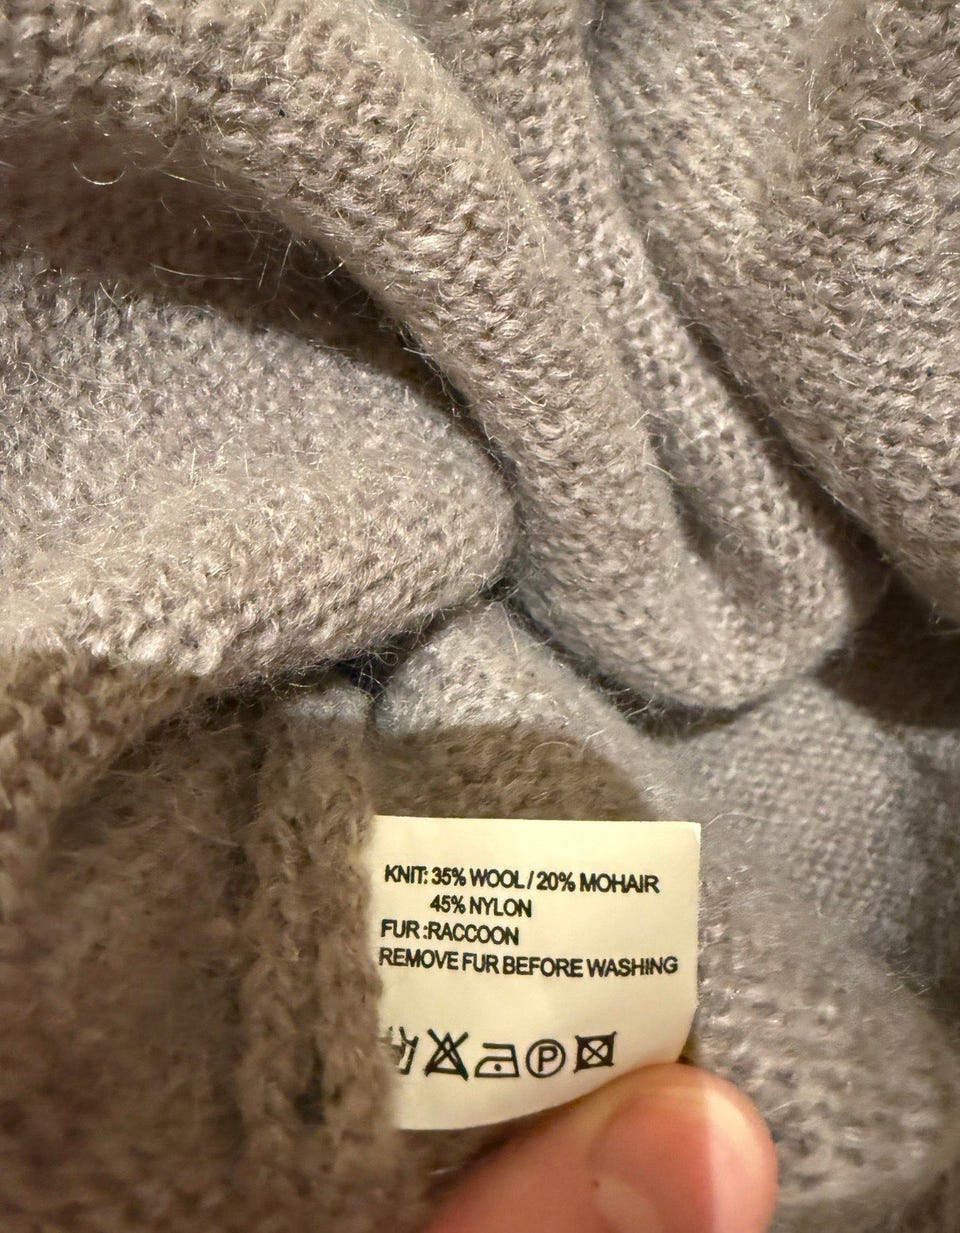 KNIT: 35% WOOL / 20% MOHAIR
45% NYLON
FUR :RACCOON
REMOVE FUR BEFORE WASHING
P